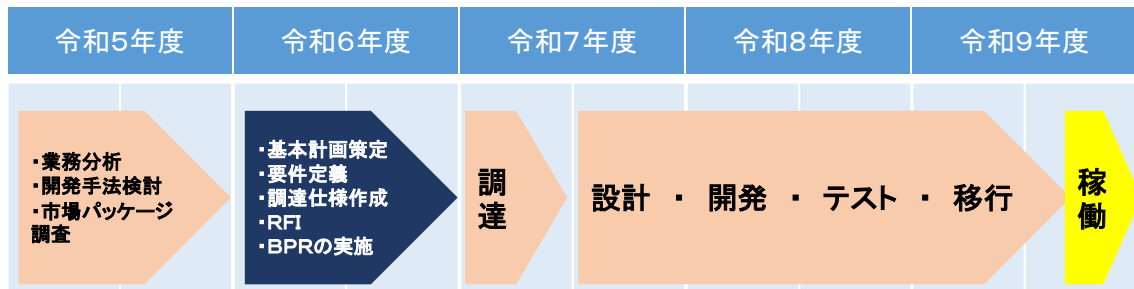 令和5年度
令和6年度
令和7年度
令和8年度
令和9年度
・業務分析
・開発手法検討
・市場パッケージ
調査
・基本計画策定
・要件定義
・調達仕様作成
・RFI
・BPRの実施
調
達
設計 ・ 開発 ・ テスト ・ 移行
稼
働